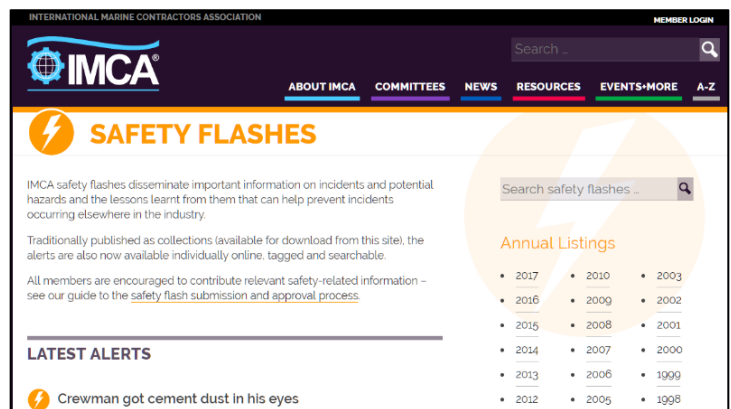 INTERNATIONAL MARINE CONTRACTORS ASSOCIATION
MEMBER LOGIN
IMCA®
Search ...
ABOUT IMCA COMMITTEES NEWS RESOURCES EVENTS+MORE A-Z
SAFETY FLASHES
IMCA safety flashes disseminate important information on incidents and potential
hazards and the lessons learnt from them that can help prevent incidents
occurring elsewhere in the industry.
Traditionally published as collections (available for download from this site), the
alerts are also now available individually online, tagged and searchable.
All members are encouraged to contribute relevant safety-related information –
see our guide to the safety flash submission and approval process.
LATEST ALERTS
Crewman got cement dust in his eyes
Search safety flashes ...
Annual Listings
• 2017 • 2010 • 2003
• 2016 • 2009 • 2002
• 2015 • 2008 • 2001
• 2014 • 2007 • 2000
• 2013 • 2006 • 1999
• 2012 • 2005 • 1998